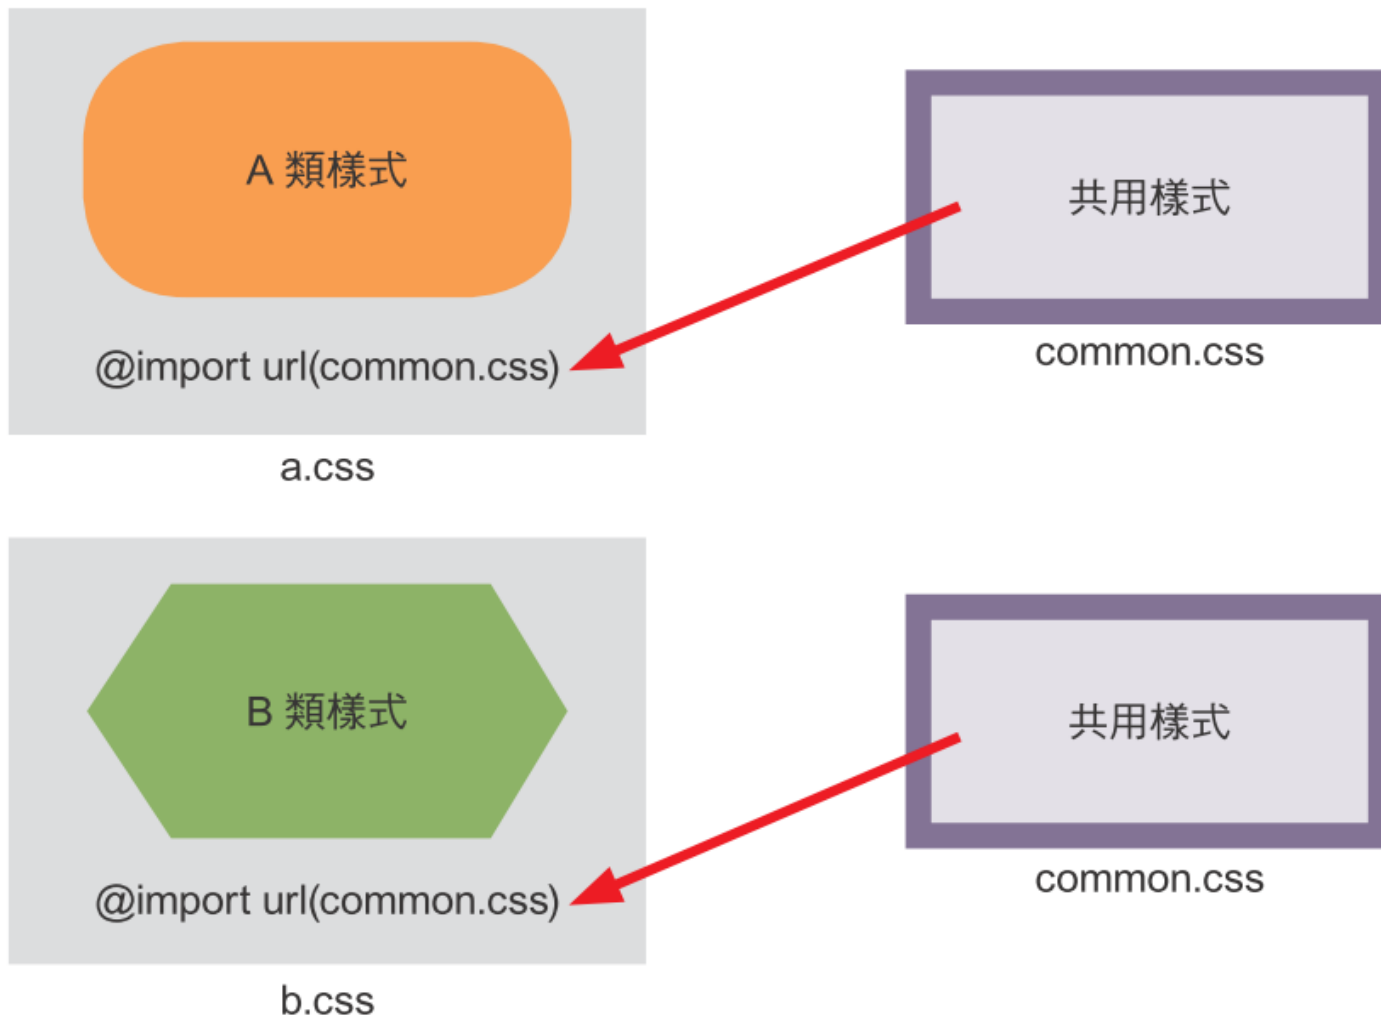 A 類樣式
@import url(common.css)
a.css
共用樣式
common.css
B 類樣式
@import url(common.css)
b.css
共用樣式
common.css